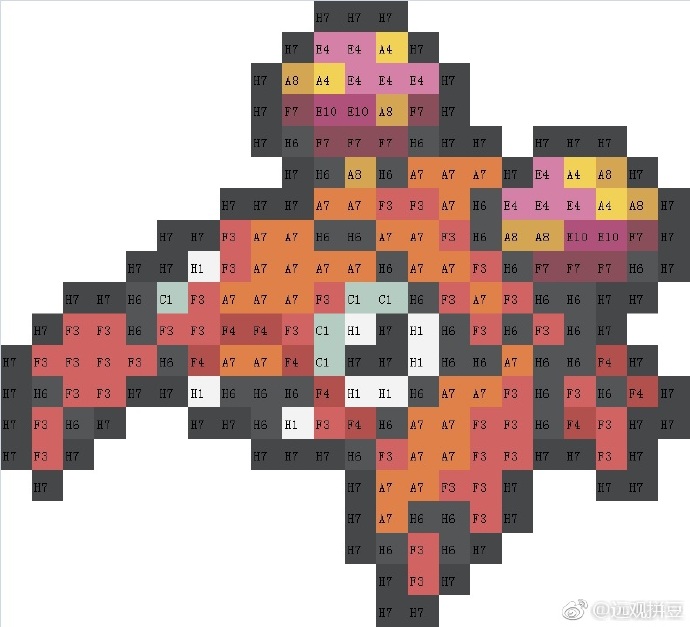 H7 H7 H7
H7 E4 E4 A4 H7
H7 A8 A4 E4 E4 E4 H7
H7 F7 E10 E10 A8 F7 H7
H7 H6 F7 F7 F7 H6 H7 H7 H7 H7 H7
H7 H6 A8 H6 A7 A7 A7 H7 E4 A4 A8 H7
H7 H7 H7 A7 A7 F3 F3 A7 H6 E4 E4 E4 A4 A8 H7
H7 H7 F3 A7 A7 H6 H6 A7 A7 F3 H6 A8 A8 E10 E10 F7 H7
H7 H7 H1 F3 A7 A7 A7 A7 H6 A7 A7 F3 H6 F7 F7 F7 H6 H7
H7 H7 H6 C1 F3 A7 A7 A7 F3 C1 C1 H6 F3 A7 F3 H6 H6 H7 H7
H7 F3 F3 H6 F3 F3 F4 F4 F3 C1 H1 H7 H1 H6 F3 H6 F3 H6 H7
H7 F3 F3 F3 F3 H6 F4 A7 A7 F4 C1 H7 H7 H1 H6 H6 A7 H6 H6 F4 H7
H7 H6 F3 F3 H7 H7 H1 H6 H6 H6 F4 H1 H1 H6 A7 A7 F3 H6 F3 H6 F4 H7
H7 F3 H6 H7 H7 H7 H6 H1 F3 F4 H6 A7 A7 F3 F3 H6 F4 F3 H7 H7
H7 F3 H7 H7 H7 H7 H6 F3 A7 A7 F3 F3 H7 H7 F3 H7
H7 H7 A7 A7 F3 F3 H7 H7 H7
H7 A7 H6 H6 F3 H7
H7 H6 F3 H6 H7
H7 F3 H7
H7 H7
@远观拼豆